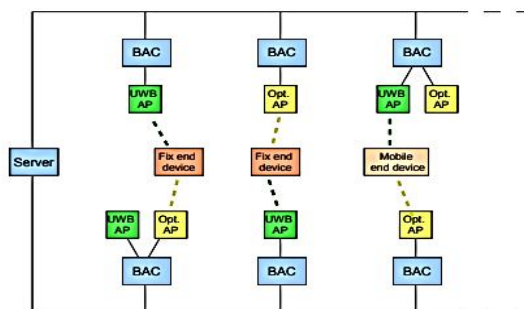 BAC
BAC
BAC
UWB
AP
Opt.
AP
UWB
AP
Opt.
AP
Server
Fix end
device
Fix end
device
Mobile
end device
UWB
AP
Opt.
AP
UWB
AP
Opt.
AP
BAC
BAC
BAC